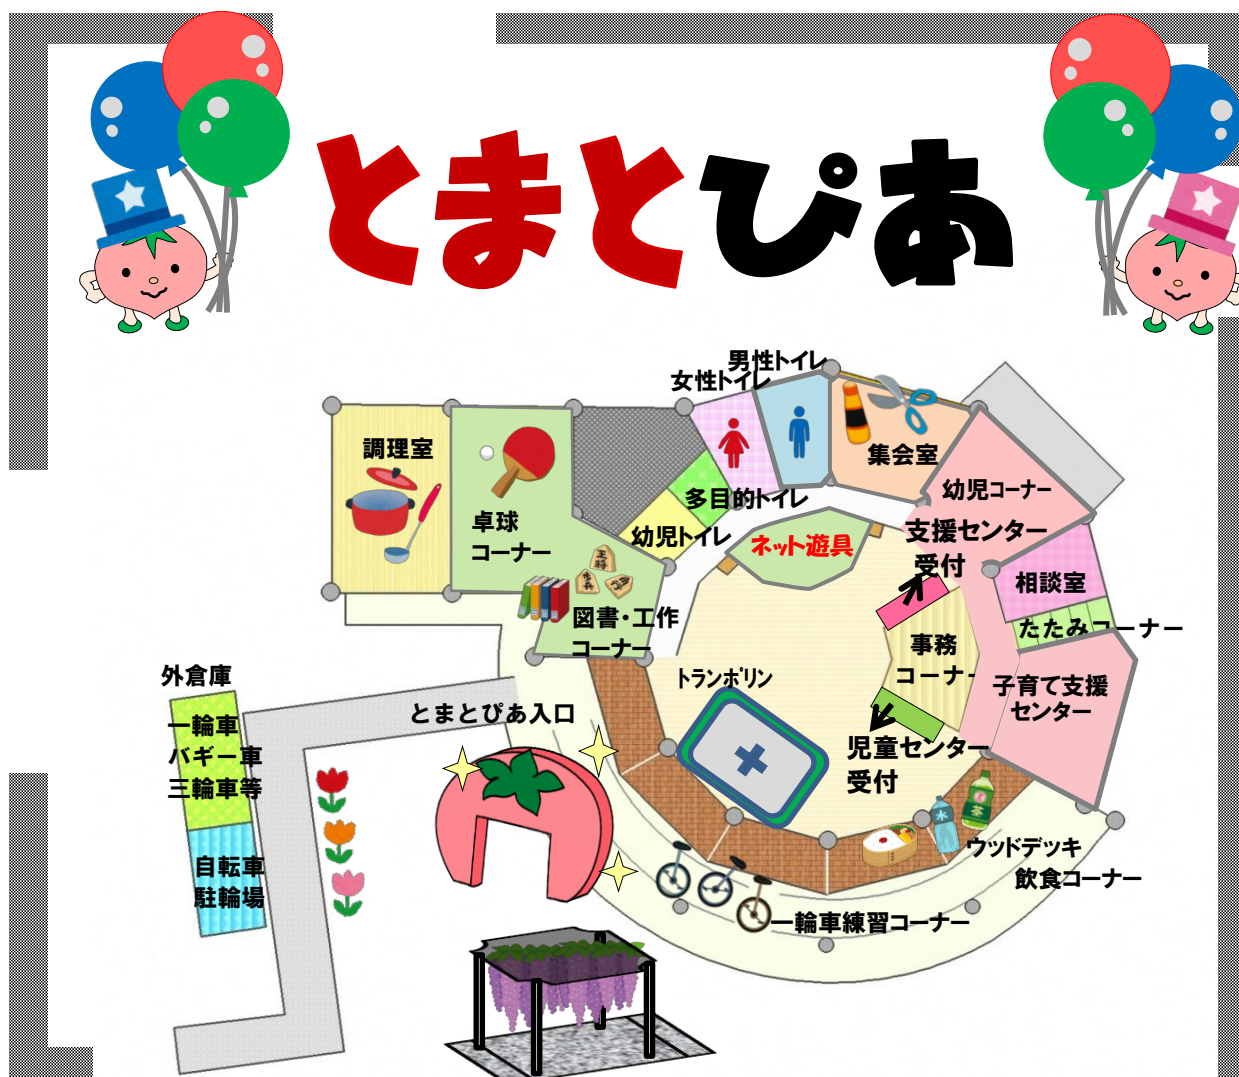 とまとぴあ
男性トイレ
女性トイレ
調理室
集会室
幼児コーナー
多目的トイレ
卓球
コーナー
幼児トイレ
ネット遊具
支援センター
受付
王将
歩兵
相談室
図書・工作
コーナー
たたみコーナー
事務
コーナー
外倉庫
トランポリン
子育て支援
センター
とまとぴあ入口
一輪車
バギー車
三輪車等
児童センター
受付
水
茶
ウッドデッキ
飲食コーナー
自転車
駐輪場
一輪車練習コーナー